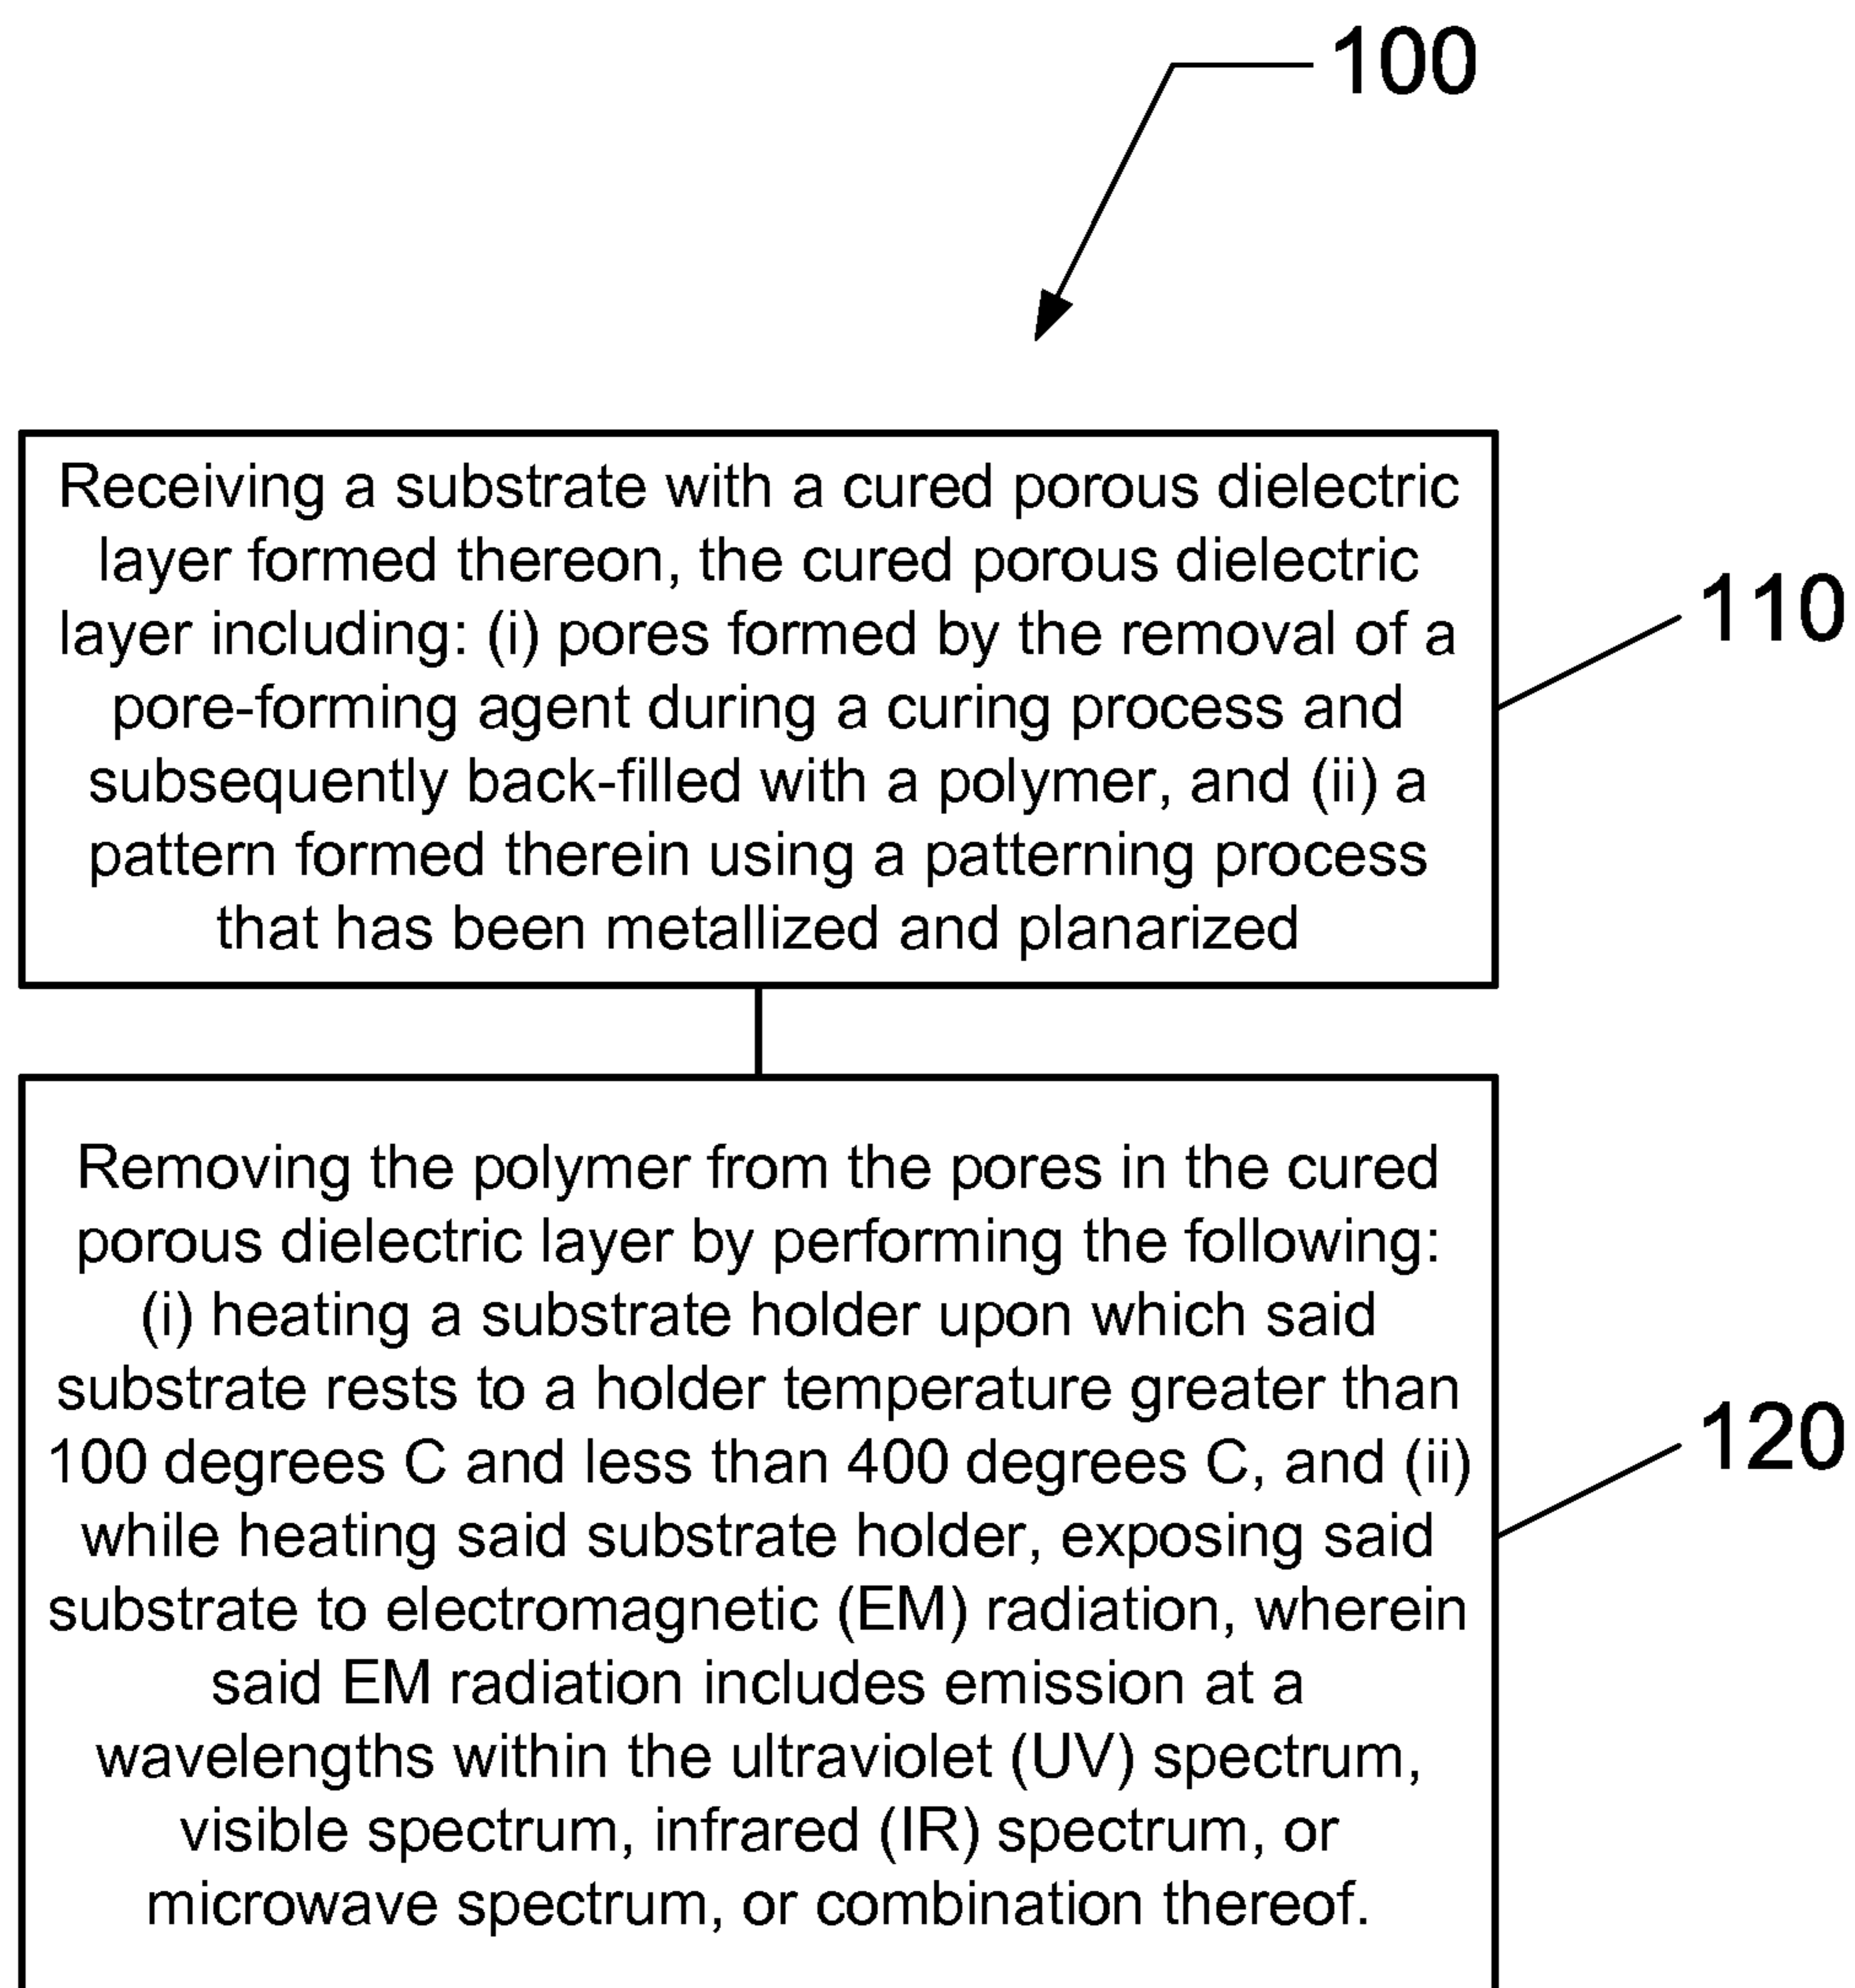 100
Receiving a substrate with a cured porous dielectric
layer formed thereon, the cured porous dielectric
layer including: (i) pores formed by the removal of a
pore-forming agent during a curing process and
subsequently back-filled with a polymer, and (ii) a
pattern formed therein using a patterning process
that has been metallized and planarized
110
Removing the polymer from the pores in the cured
porous dielectric layer by performing the following:
(i) heating a substrate holder upon which said
substrate rests to a holder temperature greater than
100 degrees C and less than 400 degrees C, and (ii)
while heating said substrate holder, exposing said
substrate to electromagnetic (EM) radiation, wherein
said EM radiation includes emission at a
wavelengths within the ultraviolet (UV) spectrum,
visible spectrum, infrared (IR) spectrum, or
microwave spectrum, or combination thereof.
120